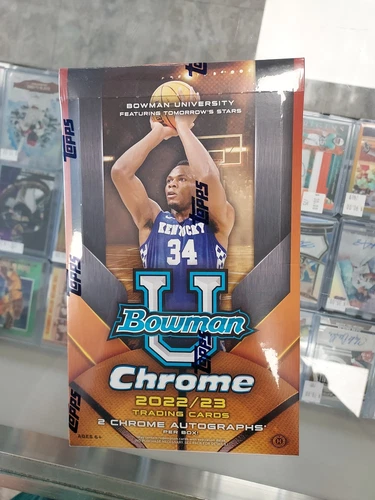 BOWMAN UNIVERSITY
FEATURING TOMORROW'S STARS
TOPPS
TOPPS
TOPPS
TOPPS
TOPPS
KENTUCKY
34
U
Bowman
Chrome
2022/23
TRADING CARDS
2 CHROME AUTOGRAPHS*
PER BOX!
AGES 6+
H